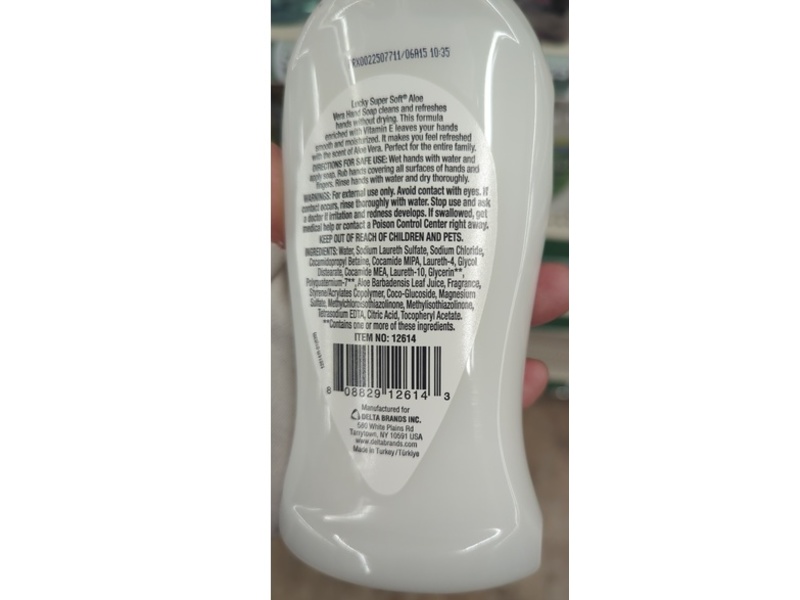 RX0022507711/06A15 10:35
Lucky Super Soft® Aloe
Vera Hand Soap cleans and refreshes
hands without drying. This formula
enriched with Vitamin E leaves your hands
smooth and moisturized. It makes you feel refreshed
with the scent of Aloe Vera. Perfect for the entire family.
DIRECTIONS FOR SAFE USE: Wet hands with water and
apply soap. Rub hands covering all surfaces of hands and
fingers. Rinse hands with water and dry thoroughly.
WARNINGS: For external use only. Avoid contact with eyes. If
contact occurs, rinse thoroughly with water. Stop use and ask
a doctor if irritation and redness develops. If swallowed, get
medical help or contact a Poison Control Center right away.
KEEP OUT OF REACH OF CHILDREN AND PETS.
INGREDIENTS: Water, Sodium Laureth Sulfate, Sodium Chloride,
Cocamidopropyl Betaine, Cocamide MIPA, Laureth-4, Glycol
Distearate, Cocamide MEA, Laureth-10, Glycerin**,
Polyquaternium-7**, Aloe Barbadensis Leaf Juice, Fragrance,
Styrene/Acrylates Copolymer, Coco-Glucoside, Magnesium
Sulfate, Methylchloroisothiazolinone, Methylisothiazolinone,
Tetrasodium EDTA, Citric Acid, Tocopheryl Acetate.
**Contains one or more of these ingredients.
ITEM NO: 12614
8 08829 12614 3
Manufactured for
DELTA BRANDS INC.
580 White Plains Rd
Tarrytown, NY 10591 USA
www.deltabrands.com
Made in Turkey/Türkiye